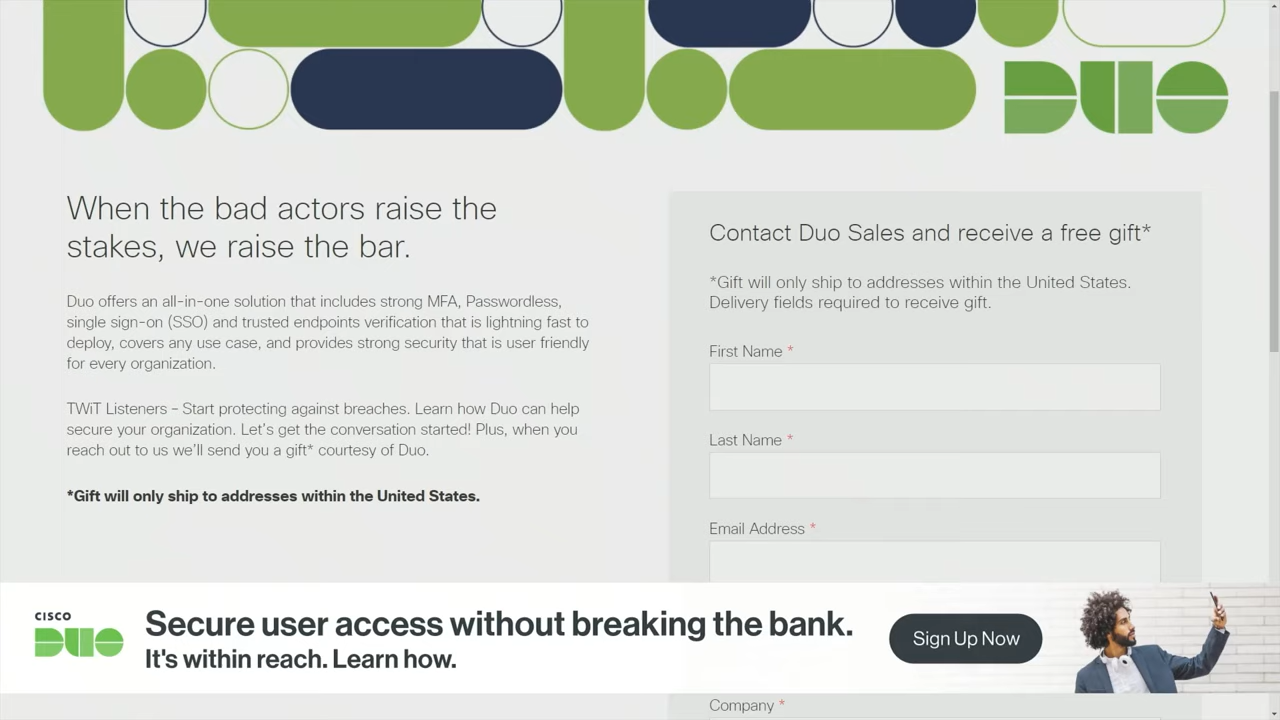 DUO
When the bad actors raise the
stakes, we raise the bar.
Duo offers an all-in-one solution that includes strong MFA, Passwordless,
single sign-on (SSO) and trusted endpoints verification that is lightning fast to
deploy, covers any use case, and provides strong security that is user friendly
for every organization.
TWiT Listeners – Start protecting against breaches. Learn how Duo can help
secure your organization. Let's get the conversation started! Plus, when you
reach out to us we'll send you a gift* courtesy of Duo.
*Gift will only ship to addresses within the United States.
Contact Duo Sales and receive a free gift*
*Gift will only ship to addresses within the United States.
Delivery fields required to receive gift.
First Name *
Last Name *
Email Address *
CISCO
DUO
Secure user access without breaking the bank.
It's within reach. Learn how.
Sign Up Now
Company *